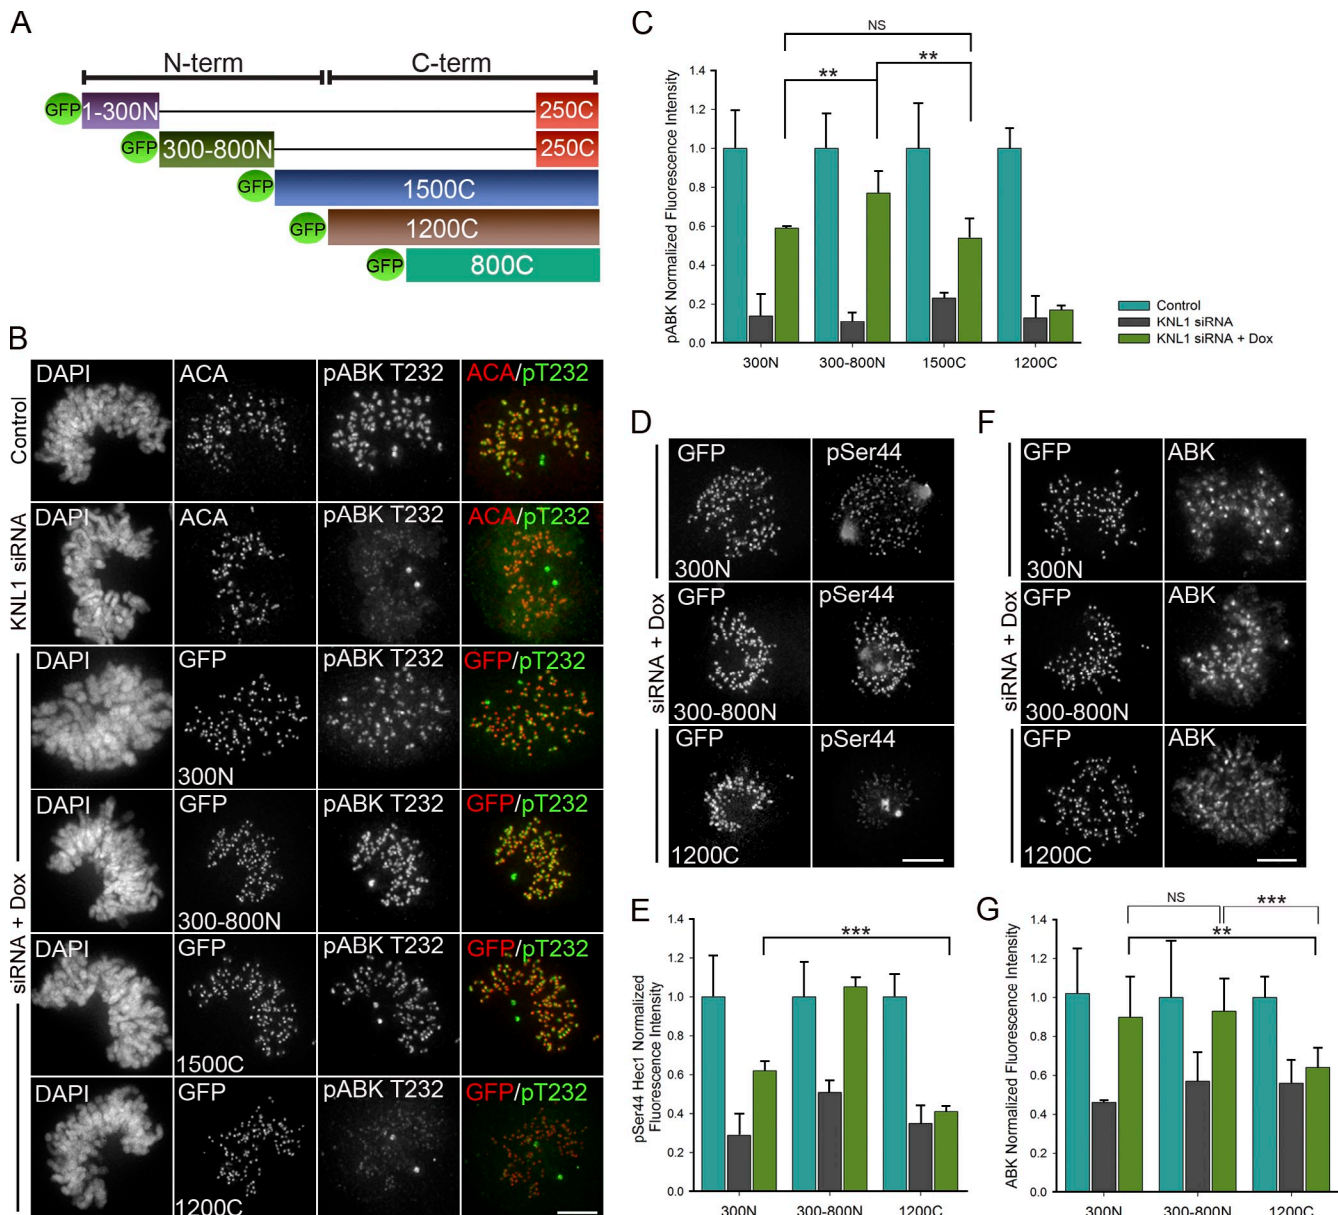 A
N-term C-term
GFP 1-300N 250C
GFP 300-800N 250C
GFP 1500C
GFP 1200C
GFP 800C
B
Control
DAPI ACA pABK T232 ACA/pT232
KNL1 siRNA
DAPI ACA pABK T232 ACA/pT232
siRNA + Dox
DAPI GFP pABK T232 GFP/pT232
300N
DAPI GFP pABK T232 GFP/pT232
300-800N
DAPI GFP pABK T232 GFP/pT232
1500C
DAPI GFP pABK T232 GFP/pT232
1200C
C
NS
** **
pABK Normalized Fluorescence Intensity
1.4
1.2
1.0
0.8
0.6
0.4
0.2
0.0
300N 300-800N 1500C 1200C
Control
KNL1 siRNA
KNL1 siRNA + Dox
D
siRNA + Dox
GFP pSer44
300N
GFP pSer44
300-800N
GFP pSer44
1200C
F
siRNA + Dox
GFP ABK
300N
GFP ABK
300-800N
GFP ABK
1200C
E
***
pSer44 Hec1 Normalized
Fluorescence Intensity
1.4
1.2
1.0
0.8
0.6
0.4
0.2
0.0
300N 300-800N 1200C
G
NS ***
**
ABK Normalized Fluorescence Intensity
1.4
1.2
1.0
0.8
0.6
0.4
0.2
0.0
300N 300-800N 1200C